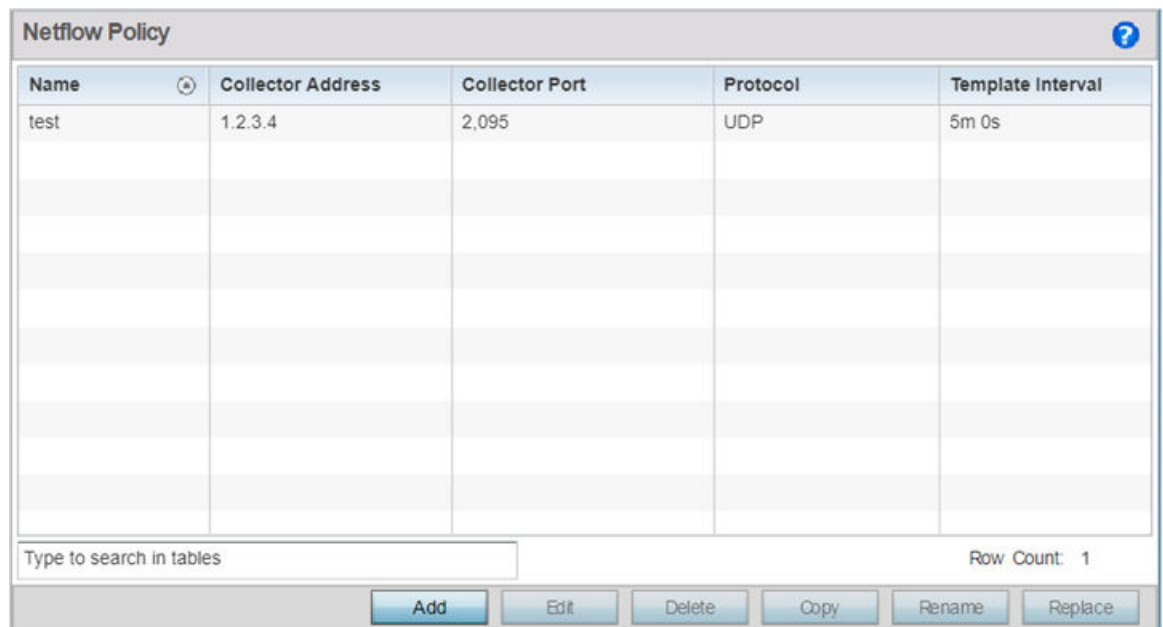 Netflow Policy
Name Collector Address Collector Port Protocol Template Interval
test 1.2.3.4 2,095 UDP 5m 0s
Type to search in tables Row Count: 1
Add Edit Delete Copy Rename Replace